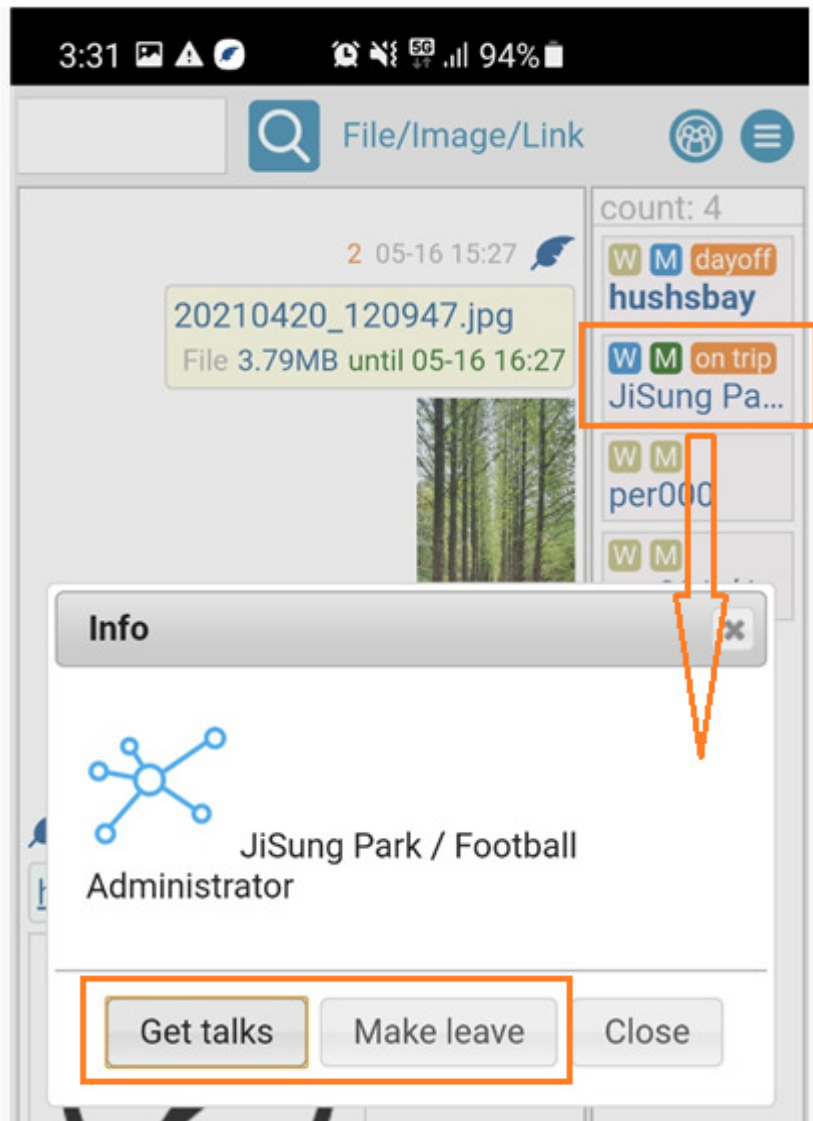 3:31
5G
94%
File/Image/Link
count: 4
2 05-16 15:27
20210420_120947.jpg
File 3.79MB until 05-16 16:27
W M dayoff
hushsbay
W M on trip
JiSung Pa...
W M
per000
W M
Info
JiSung Park / Football
Administrator
Get talks
Make leave
Close